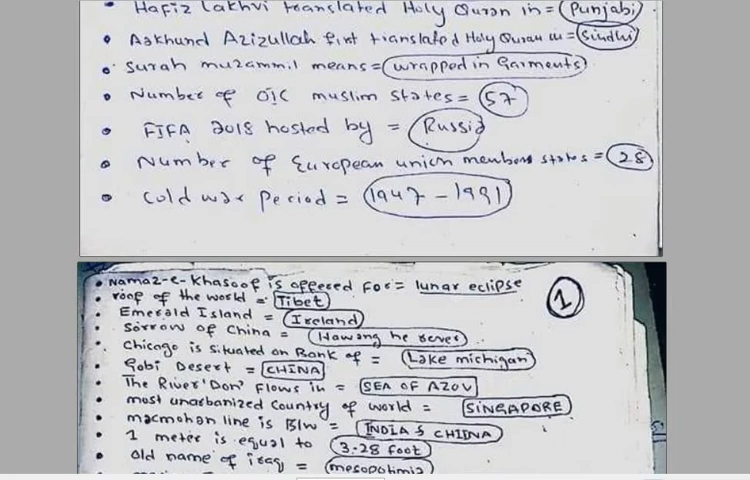 Hafiz Lakhvi translated Holy Quran in = Punjabi
Aakhund Azizullah first translated Holy Quran in = Sindhi
Surah muzammil means = wrapped in Garments
Number of OIC muslim states = 57
FIFA 2018 hosted by = Russia
Number of European union members states = 28
Cold war Period = 1947 - 1991
Namaz-e-Khasoof is offered For = lunar eclipse
roof of the world = Tibet
1
Emerald Island = Ireland
Sorrow of China = Hawang he rever
Chicago is situated on Bank of = Lake michigan
Gobi Desert = CHINA
The River 'Don' Flows in = SEA OF AZOV
most unarbanized country of world = SINGAPORE
macmohan line is B/w = INDIA & CHIINA
1 meter is equal to 3.28 foot
old name of iraq = mesopotimia